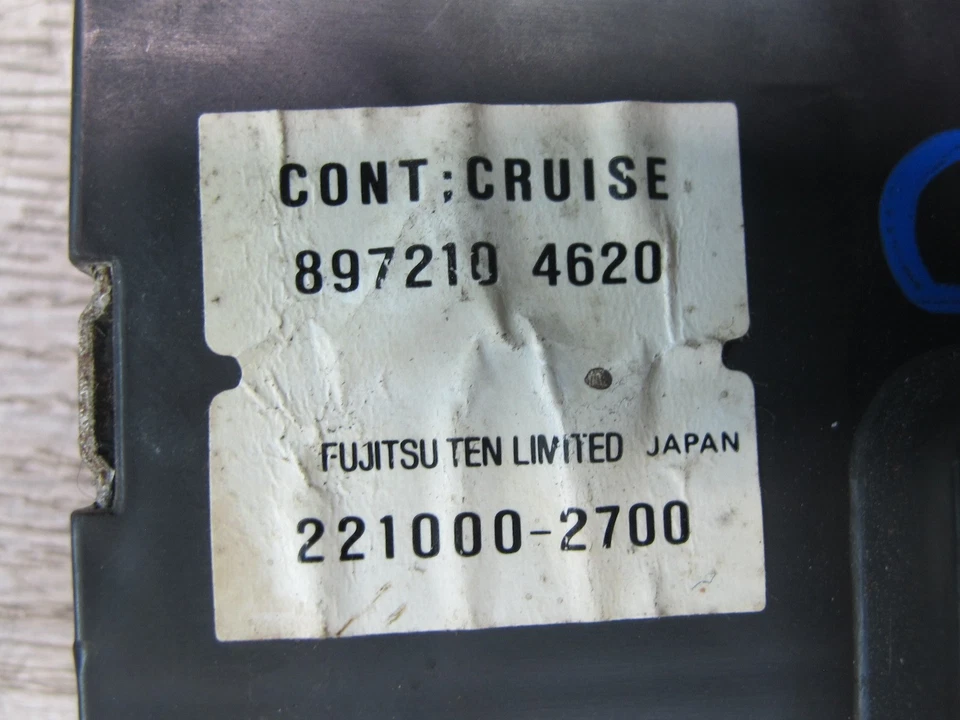 CONT;CRUISE
897210 4620
FUJITSU TEN LIMITED JAPAN
221000-2700